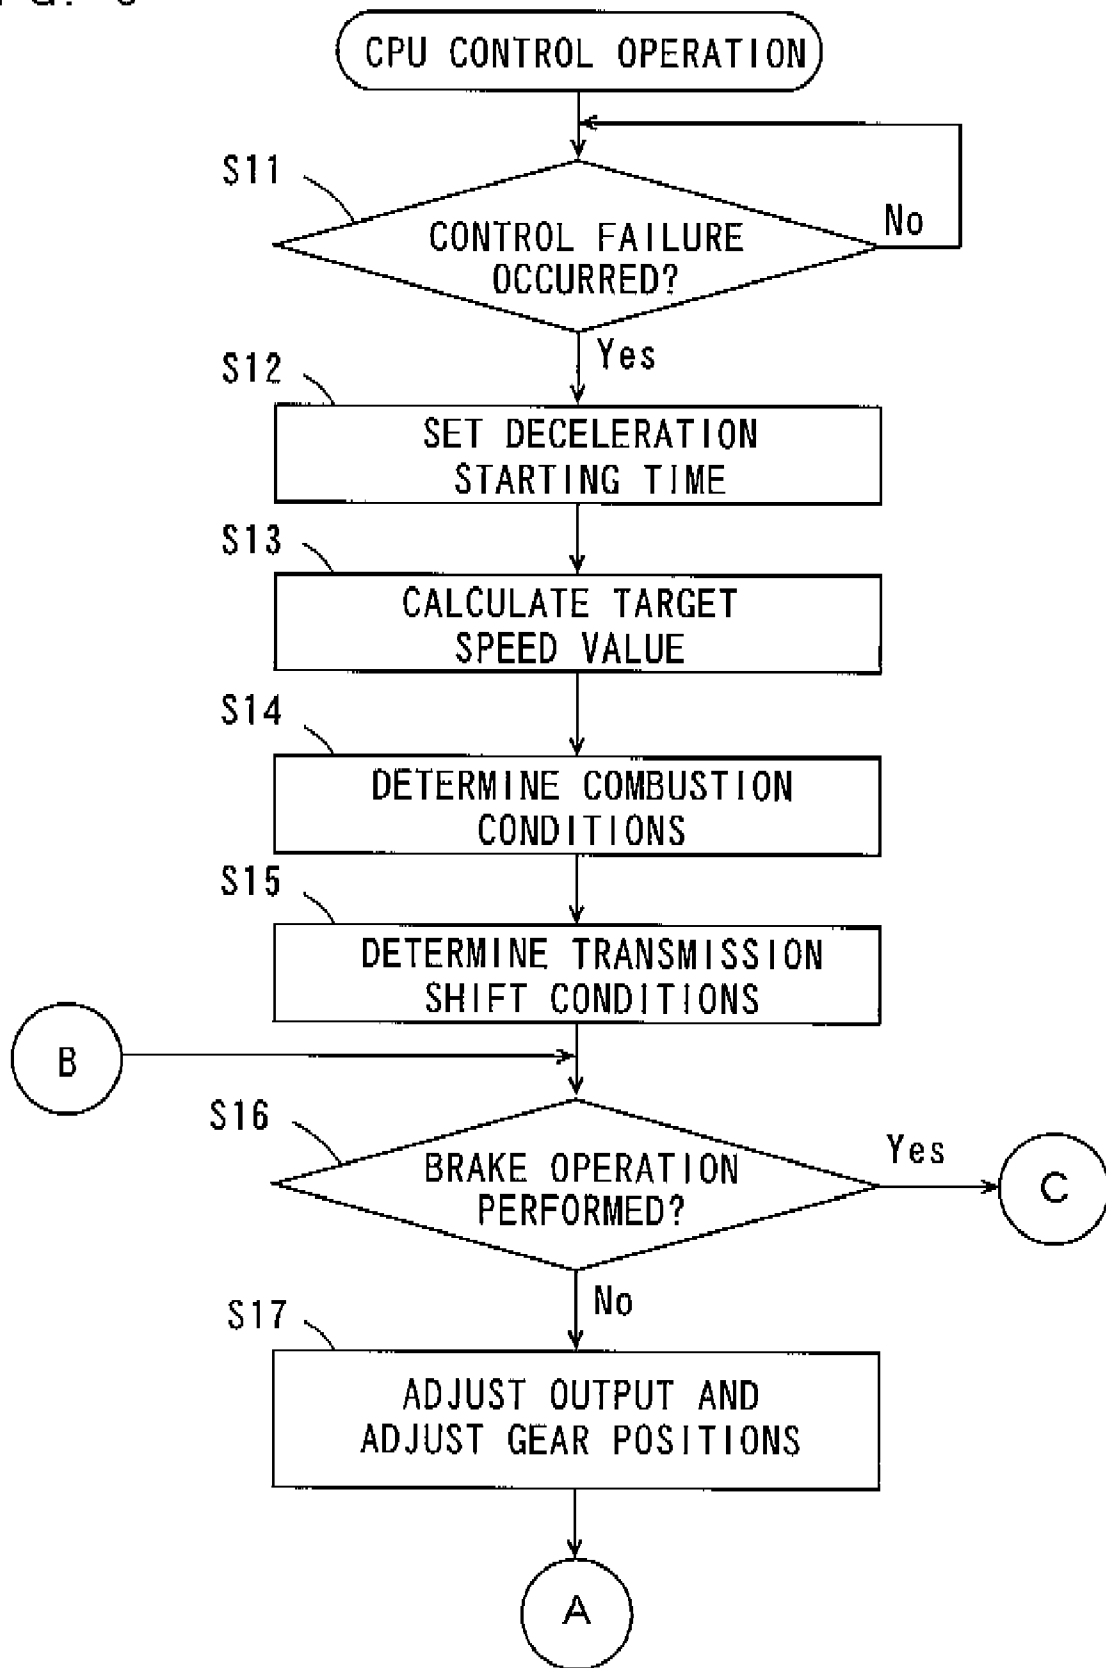 CPU CONTROL OPERATION
S11
CONTROL FAILURE
OCCURRED?
No
Yes
S12
SET DECELERATION
STARTING TIME
S13
CALCULATE TARGET
SPEED VALUE
S14
DETERMINE COMBUSTION
CONDITIONS
S15
DETERMINE TRANSMISSION
SHIFT CONDITIONS
B
S16
BRAKE OPERATION
PERFORMED?
Yes
C
No
S17
ADJUST OUTPUT AND
ADJUST GEAR POSITIONS
A